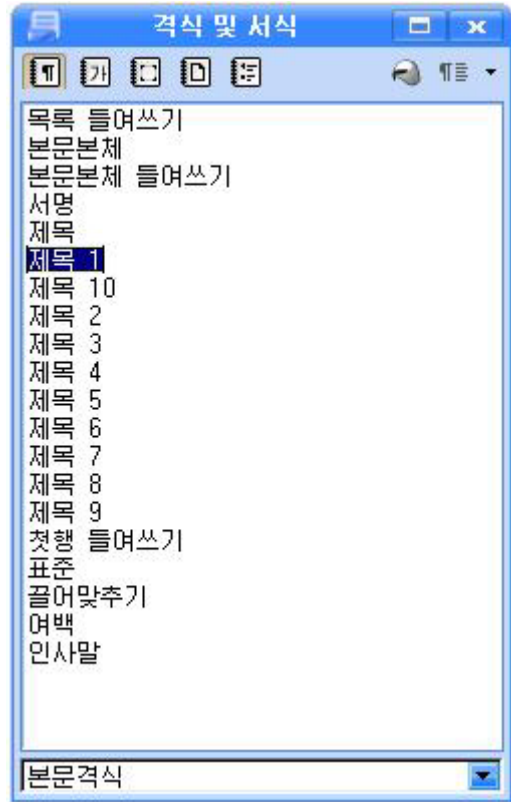 격식 및 서식
목록 들여쓰기
본문본체
본문본체 들여쓰기
서명
제목
제목 1
제목 10
제목 2
제목 3
제목 4
제목 5
제목 6
제목 7
제목 8
제목 9
첫행 들여쓰기
표준
끌어맞추기
여백
인사말
본문격식